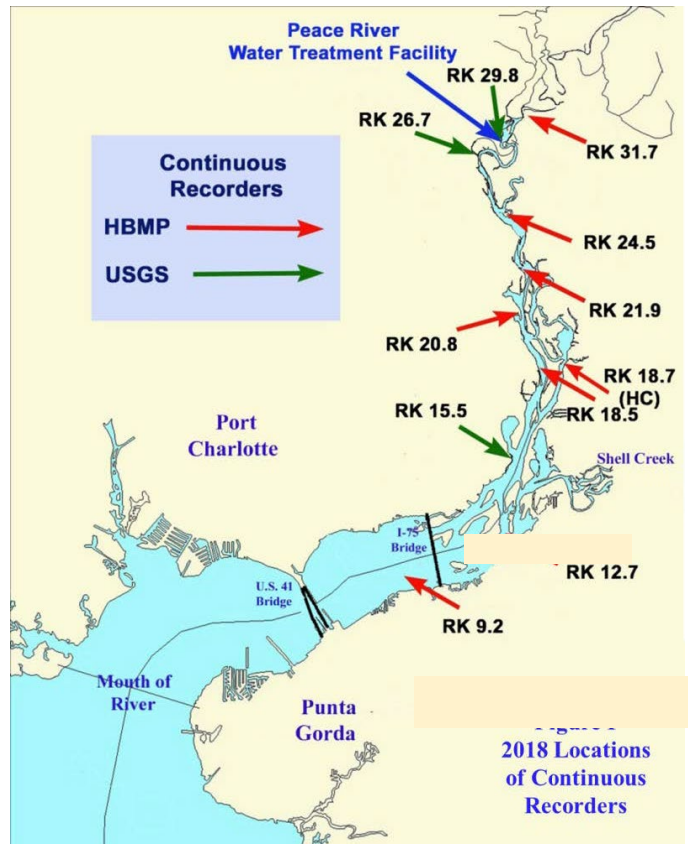 Peace River
Water Treatment Facility
RK 29.8
RK 26.7
RK 31.7
Continuous
Recorders
HBMP
USGS
RK 24.5
RK 21.9
RK 20.8
RK 18.7
(HC)
RK 18.5
RK 15.5
Port
Charlotte
Shell Creek
I-75
Bridge
RK 12.7
U.S. 41
Bridge
RK 9.2
Mouth of
River
Punta
Gorda
2018 Locations
of Continuous
Recorders